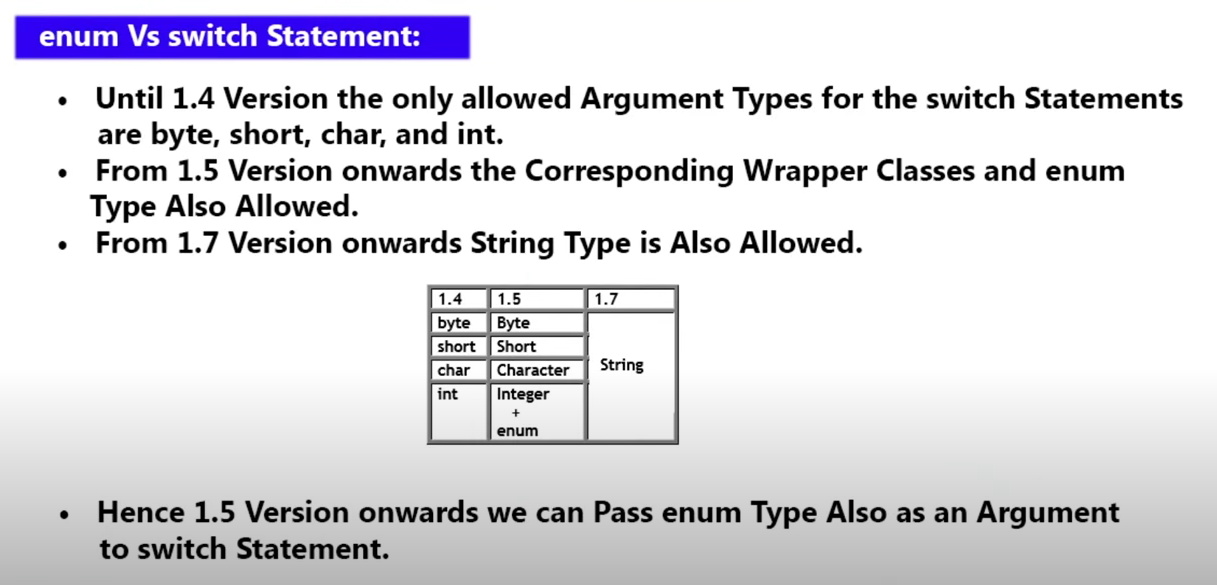 enum Vs switch Statement:
• Until 1.4 Version the only allowed Argument Types for the switch Statements
are byte, short, char, and int.
• From 1.5 Version onwards the Corresponding Wrapper Classes and enum
Type Also Allowed.
• From 1.7 Version onwards String Type is Also Allowed.
1.4 1.5 1.7
byte Byte
short Short
char Character String
int Integer
+
enum
• Hence 1.5 Version onwards we can Pass enum Type Also as an Argument
to switch Statement.